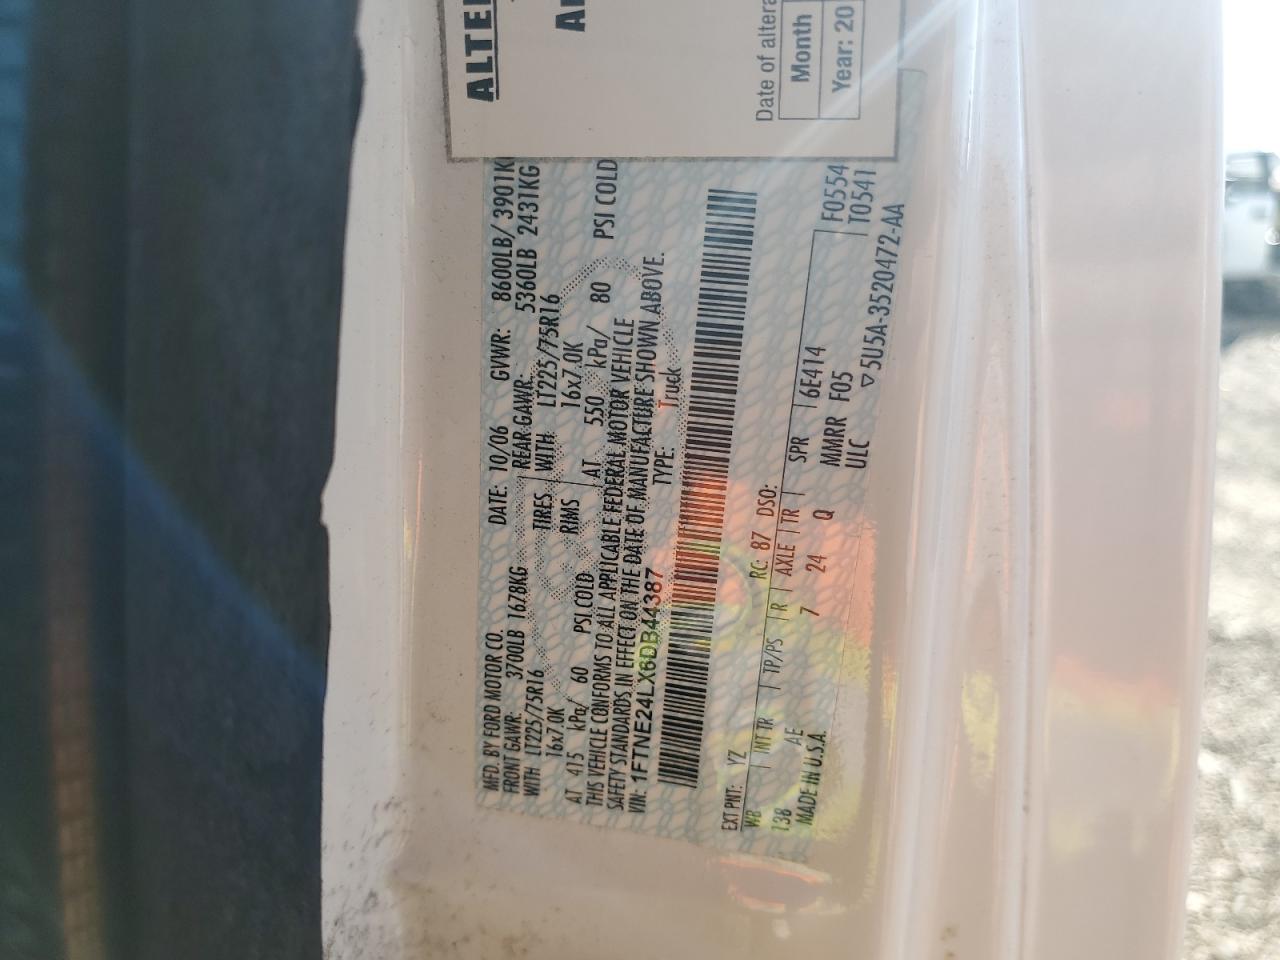 ALTE
A
Date of altera
Month
Year: 20
MFD. BY FORD MOTOR CO. DATE: 10/06 GVWR: 8600LB/ 3901K
FRONT GAWR: 3700LB 1678KG REAR GAWR: 5360LB 2431KG
WITH LT225/75R16 TIRES WITH LT225/75R16
16x7.0K RIMS 16x7.0K
AT 415 kPa/ 60 PSI COLD AT 550 kPa/ 80 PSI COLD
THIS VEHICLE CONFORMS TO ALL APPLICABLE FEDERAL MOTOR VEHICLE
SAFETY STANDARDS IN EFFECT ON THE DATE OF MANUFACTURE SHOWN ABOVE.
VIN: 1FTNE24LX6DB44387 TYPE: Truck
EXT PNT: YZ RC: 87 DSO:
WB INT TR TP/PS R AXLE TR SPR F0554
138 AE 7 24 Q 6E414 T0541
MADE IN U.S.A. MMRR F05
ULC ▽5U5A-3520472-AA